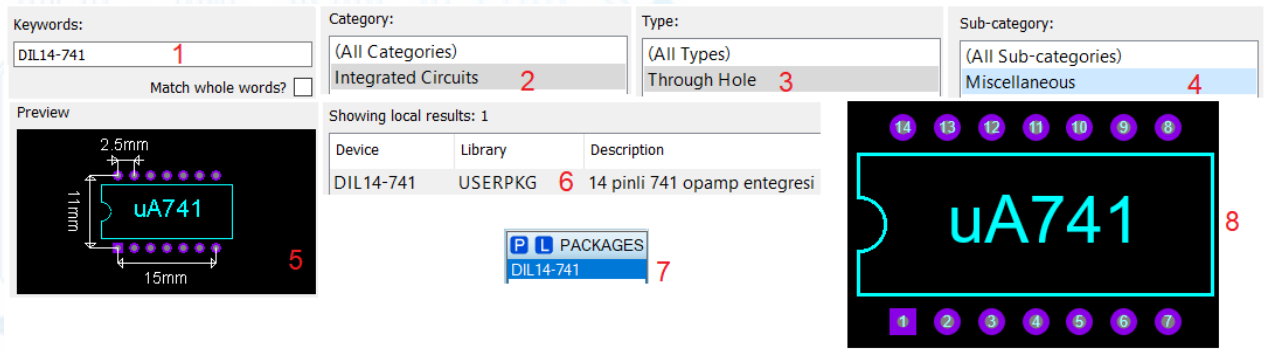 Keywords:
DIL14-741
1
Match whole words?
Category:
(All Categories)
Integrated Circuits
2
Type:
(All Types)
Through Hole
3
Sub-category:
(All Sub-categories)
Miscellaneous
4
Preview
2.5mm
11mm
uA741
15mm
5
Showing local results: 1
Device Library Description
DIL14-741 USERPKG 6 14 pinli 741 opamp entegresi
P L PACKAGES
DIL14-741
7
14 13 12 11 10 9 8
uA741
8
1 2 3 4 5 6 7